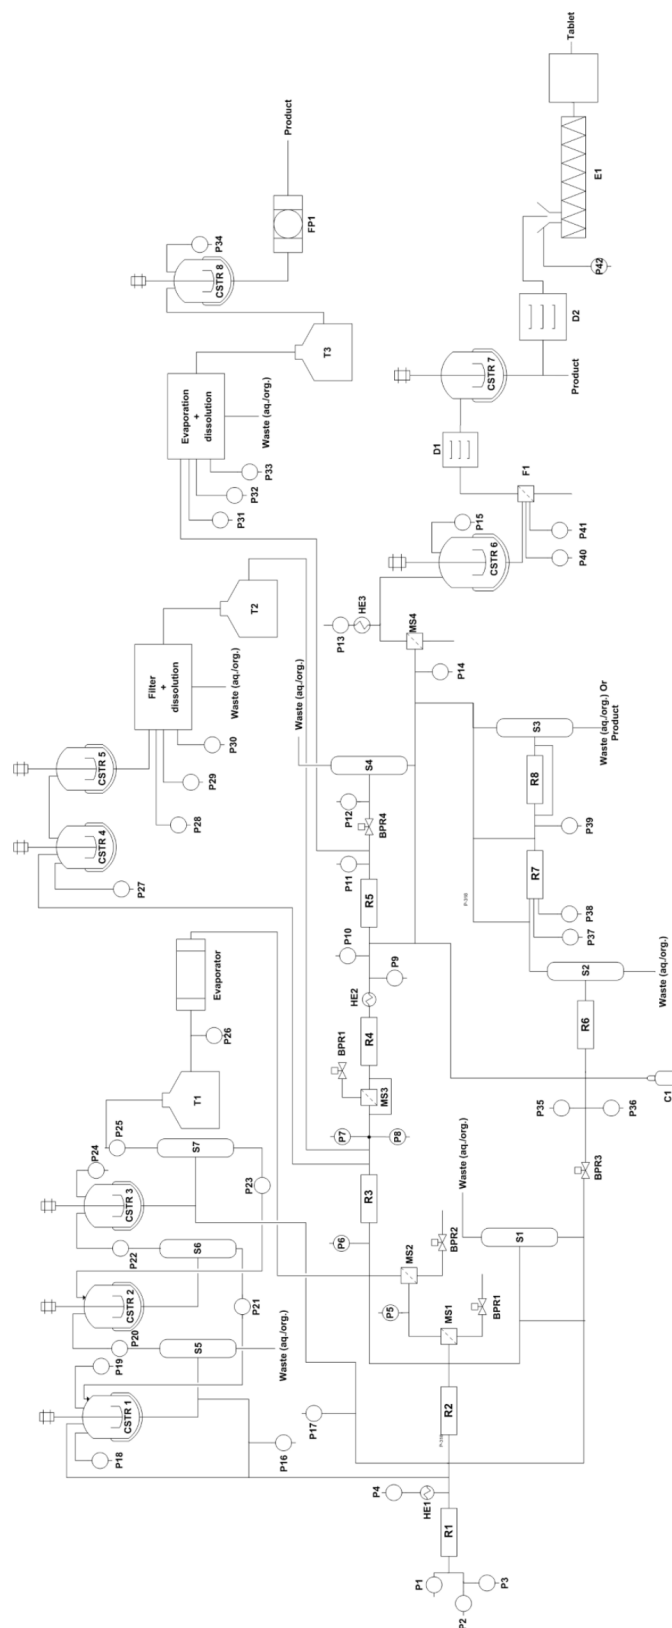 Tablet
E1
P42
D2
Product
CSTR 7
D1
F1
P41
P40
Product
FP1
P34
CSTR 8
T3
Evaporation
+
dissolution
Waste (aq./org.)
P33
P32
P31
P15
CSTR 6
HE3
P13
MS4
P14
T2
Filter
+
dissolution
Waste (aq./org.)
P30
P29
P28
CSTR 5
CSTR 4
P27
Waste (aq./org.)
S4
P12
BPR4
P11
R5
P10
P9
HE2
R4
BPR1
MS3
P7
P8
R3
P6
S3
Waste (aq./org.) Or
Product
R8
P39
R7
P38
P37
S2
Waste (aq./org.)
R6
C1
P35
P36
BPR3
Evaporator
P26
T1
P25
P24
S7
P23
CSTR 3
P22
S6
P21
CSTR 2
P20
S5
Waste (aq./org.)
P19
CSTR 1
P18
P16
P17
Waste (aq./org.)
S1
MS2
BPR2
P5
MS1
BPR1
R2
P4
HE1
R1
P1
P2
P3